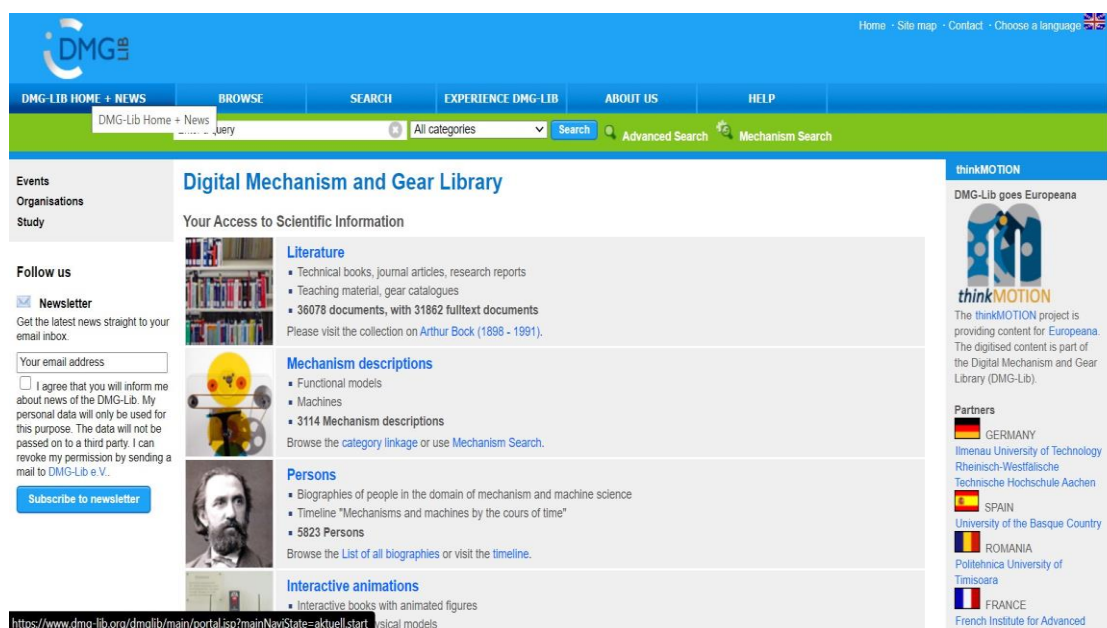 DMG LIB
Home · Site map · Contact · Choose a language
DMG-LIB HOME + NEWS
BROWSE
SEARCH
EXPERIENCE DMG-LIB
ABOUT US
HELP
DMG-Lib Home + News
query
All categories
Search
Advanced Search
Mechanism Search
Events
Organisations
Study
Follow us
Newsletter
Get the latest news straight to your
email inbox.
Your email address
I agree that you will inform me
about news of the DMG-Lib. My
personal data will only be used for
this purpose. The data will not be
passed on to a third party. I can
revoke my permission by sending a
mail to DMG-Lib e.V..
Subscribe to newsletter
Digital Mechanism and Gear Library
Your Access to Scientific Information
Literature
Technical books, journal articles, research reports
Teaching material, gear catalogues
36078 documents, with 31862 fulltext documents
Please visit the collection on Arthur Bock (1898 - 1991).
Mechanism descriptions
Functional models
Machines
3114 Mechanism descriptions
Browse the category linkage or use Mechanism Search.
Persons
Biographies of people in the domain of mechanism and machine science
Timeline "Mechanisms and machines by the cours of time"
5823 Persons
Browse the List of all biographies or visit the timeline.
Interactive animations
Interactive books with animated figures
models
https://www.dmg-lib.org/dmglib/main/portal.jsp?mainNaviState=aktuell.start
thinkMOTION
DMG-Lib goes Europeana
thinkMOTION
The thinkMOTION project is
providing content for Europeana.
The digitised content is part of
the Digital Mechanism and Gear
Library (DMG-Lib).
Partners
GERMANY
Ilmenau University of Technology
Rheinisch-Westfälische
Technische Hochschule Aachen
SPAIN
University of the Basque Country
ROMANIA
Politehnica University of
Timisoara
FRANCE
French Institute for Advanced